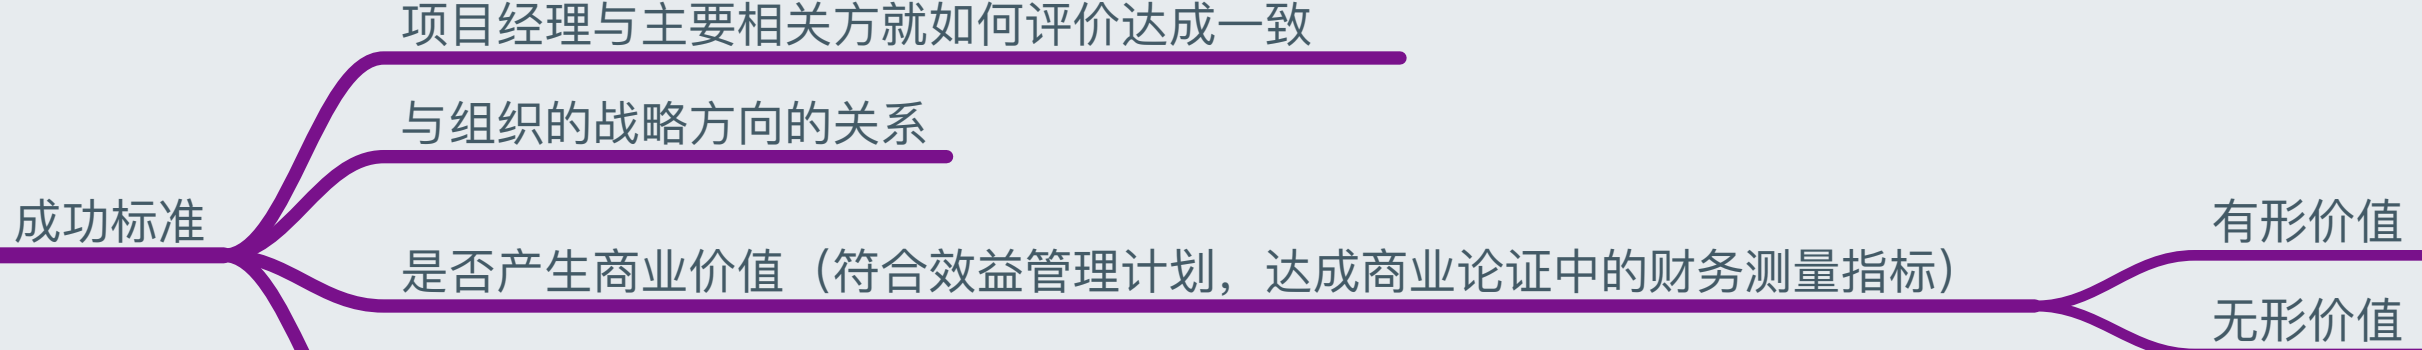 项目经理与主要相关方就如何评价达成一致
与组织的战略方向的关系
成功标准
是否产生商业价值（符合效益管理计划，达成商业论证中的财务测量指标）
有形价值
无形价值